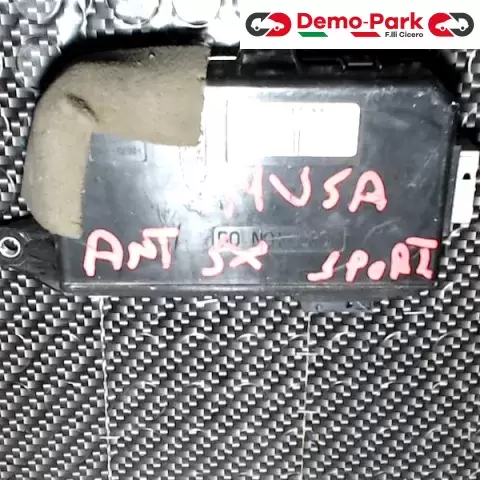 Demo-Park
F.lli Cicero
MUSA
ANT SX SPORT